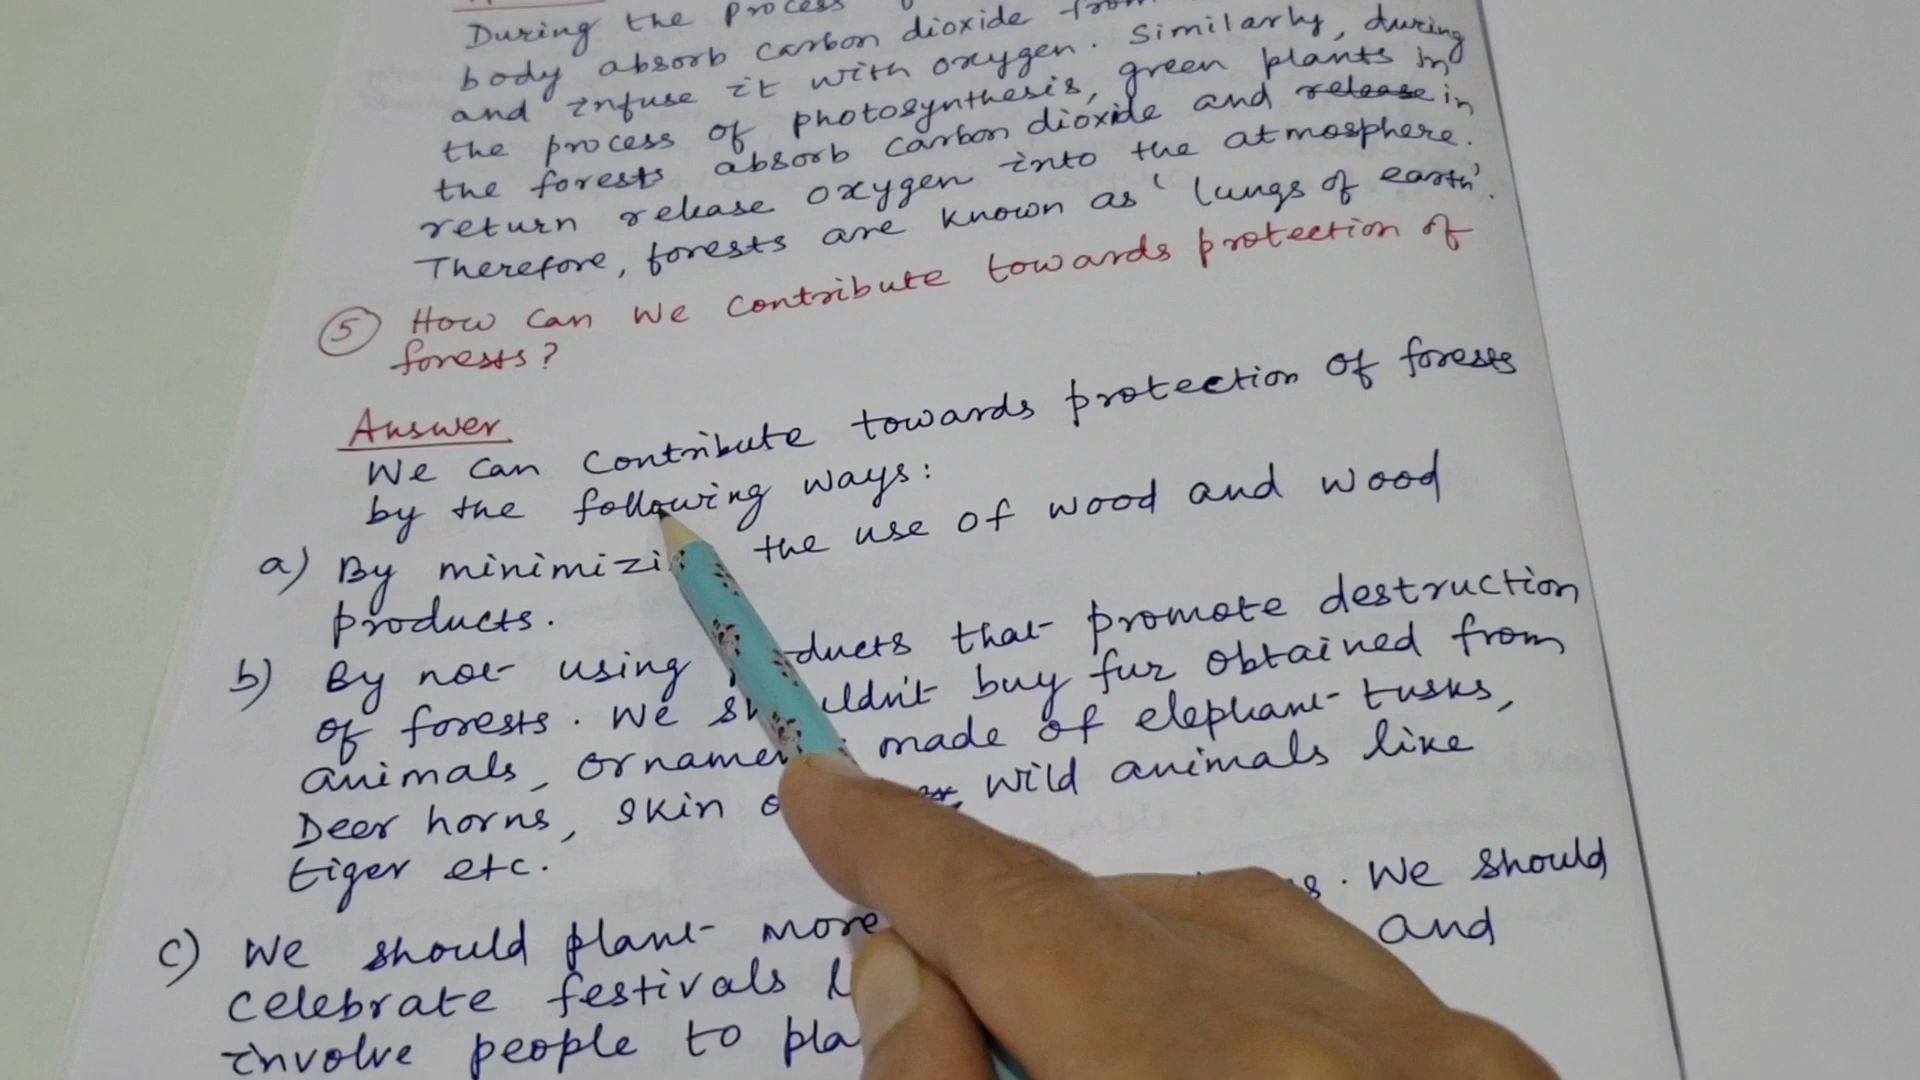 During the process
body absorb carbon dioxide from
and infuse it with oxygen. Similarly, during
the process of photosynthesis, green plants in
the forests absorb carbon dioxide and release in
return release oxygen into the atmosphere.
Therefore, forests are known as 'lungs of earth'.
5 How can we contribute towards protection of
forests?
Answer
We can contribute towards protection of forests
by the following ways:
a) By minimizi the use of wood and wood
products.
b) By not using ducts that promote destruction
of forests. We sh uldn't buy fur obtained from
animals, ornamen made of elephant tusks,
Deer horns, skin o wild animals like
tiger etc.
c) We should plant more s. We should
celebrate festivals l and
involve people to pla